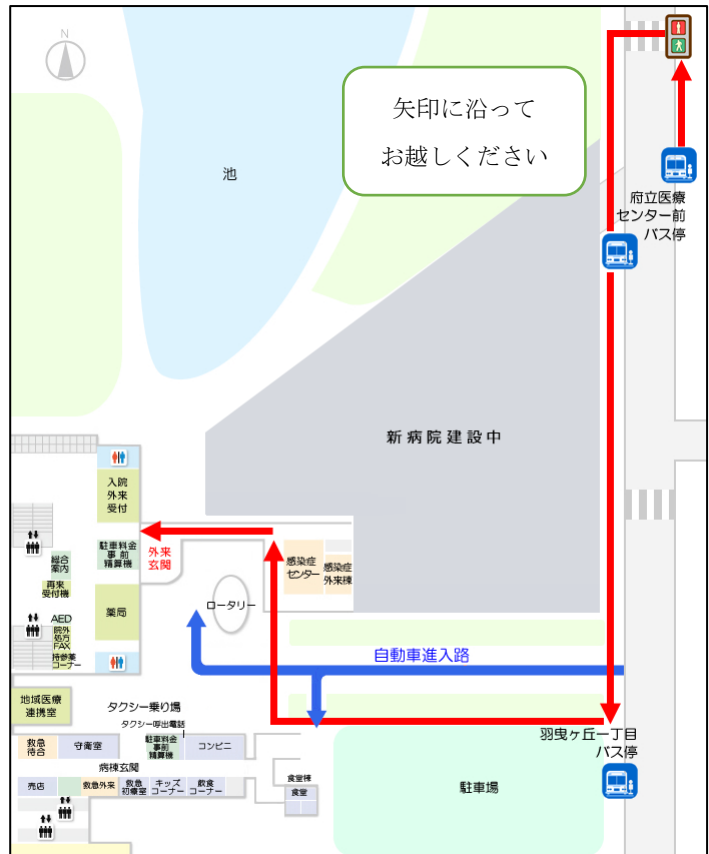 N
矢印に沿って
お越しください
池
府立医療
センター前
バス停
新病院建設中
入院
外来
受付
駐車料金
事前
精算機
外来
玄関
総合
案内
再来
受付機
感染症
センター
感染症
外来棟
ロータリー
薬局
AED
院外
処方
FAX
持参薬
コーナー
自動車進入路
地域医療
連携室
タクシー乗り場
タクシー呼出電話
救急
待合
守衛室
駐車料金
事前
精算機
コンビニ
羽曳ヶ丘一丁目
バス停
病棟玄関
売店
救急外来
救急
初療室
キッズ
コーナー
飲食
コーナー
食堂棟
食堂
駐車場